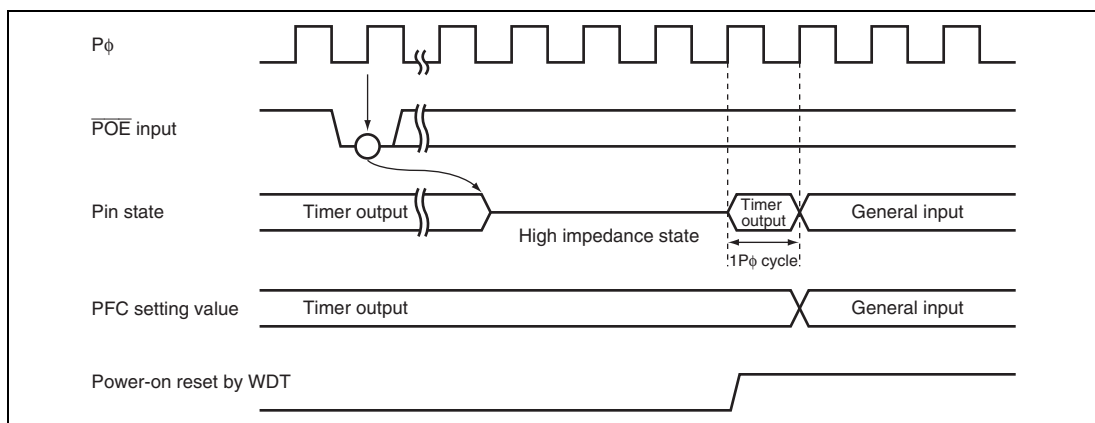 Pϕ
POE input
Pin state
Timer output
High impedance state
Timer
output
General input
1Pϕ cycle
PFC setting value
Timer output
General input
Power-on reset by WDT